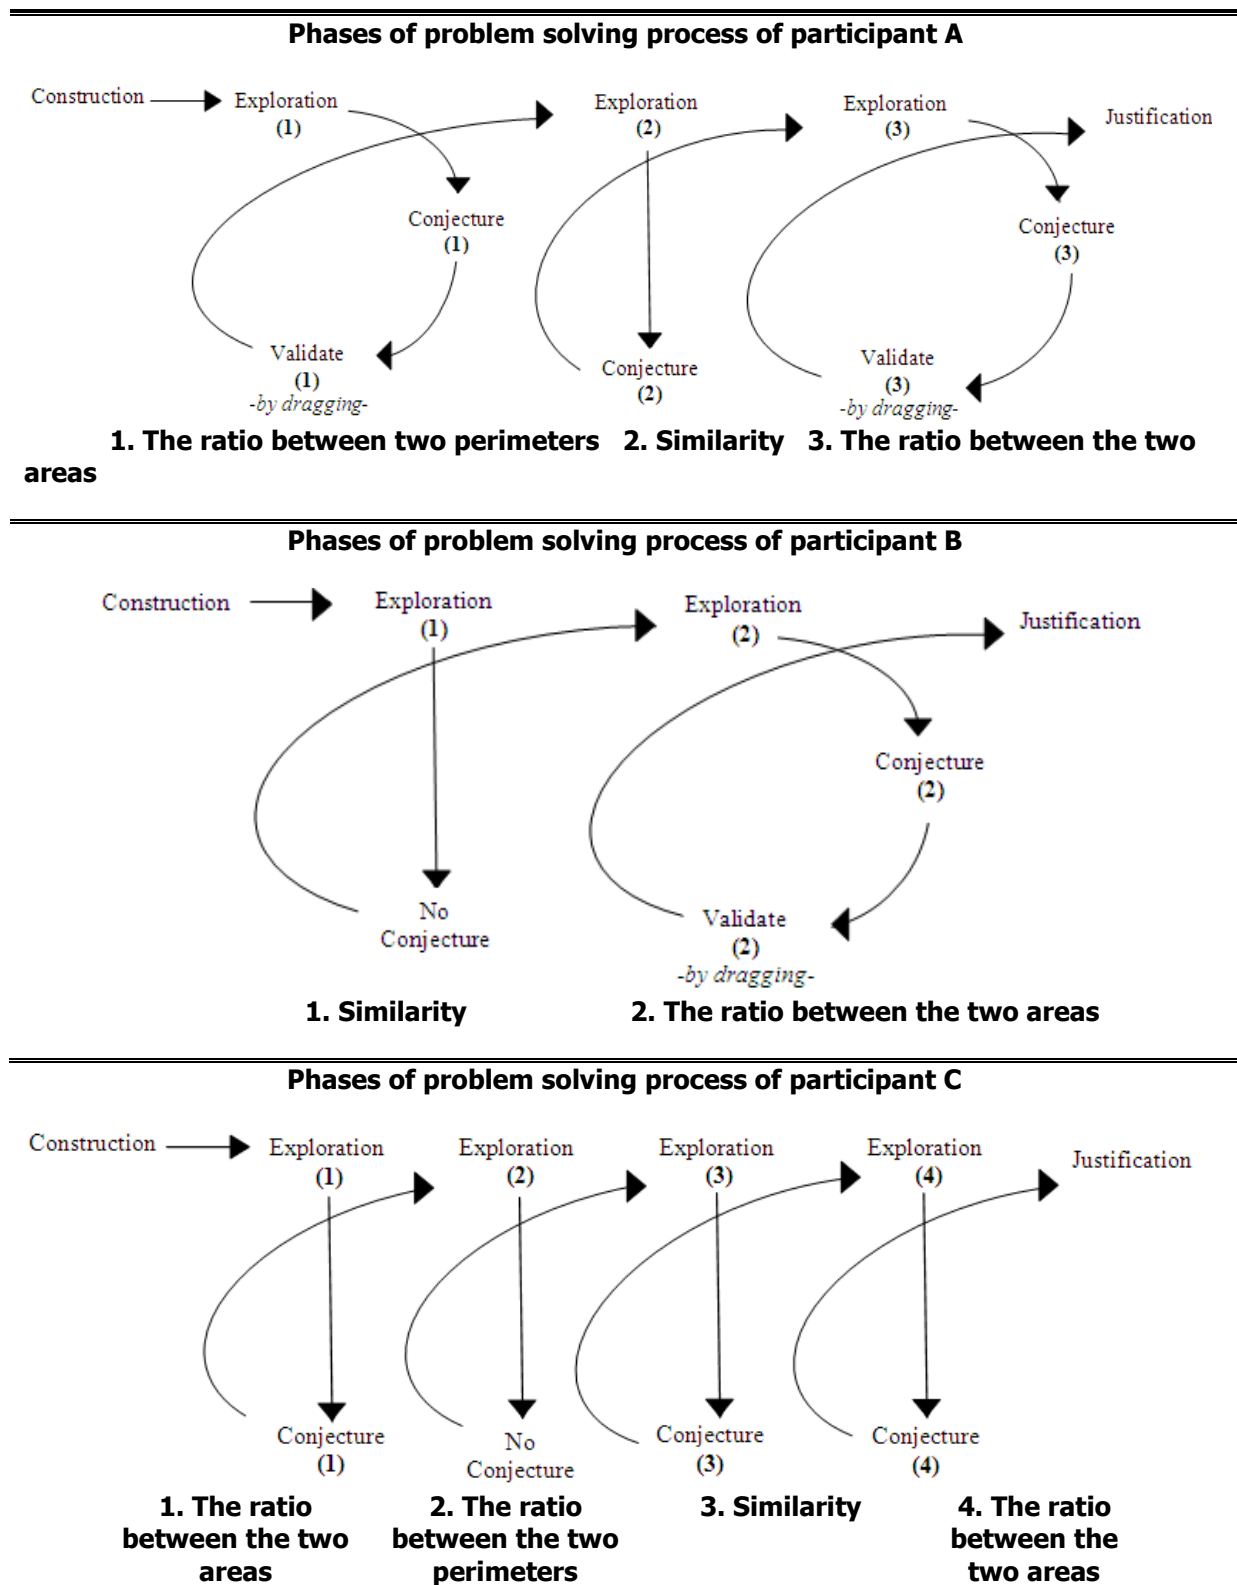 Phases of problem solving process of participant A
Construction
Exploration
(1)
Exploration
(2)
Exploration
(3)
Justification
Conjecture
(1)
Conjecture
(3)
Validate
(1)
-by dragging-
Conjecture
(2)
Validate
(3)
-by dragging-
1. The ratio between two perimeters 2. Similarity 3. The ratio between the two
areas
Phases of problem solving process of participant B
Construction
Exploration
(1)
Exploration
(2)
Justification
Conjecture
(2)
No
Conjecture
Validate
(2)
-by dragging-
1. Similarity
2. The ratio between the two areas
Phases of problem solving process of participant C
Construction
Exploration
(1)
Exploration
(2)
Exploration
(3)
Exploration
(4)
Justification
Conjecture
(1)
No
Conjecture
Conjecture
(3)
Conjecture
(4)
1. The ratio
between the two
areas
2. The ratio
between the two
perimeters
3. Similarity
4. The ratio
between the
two areas